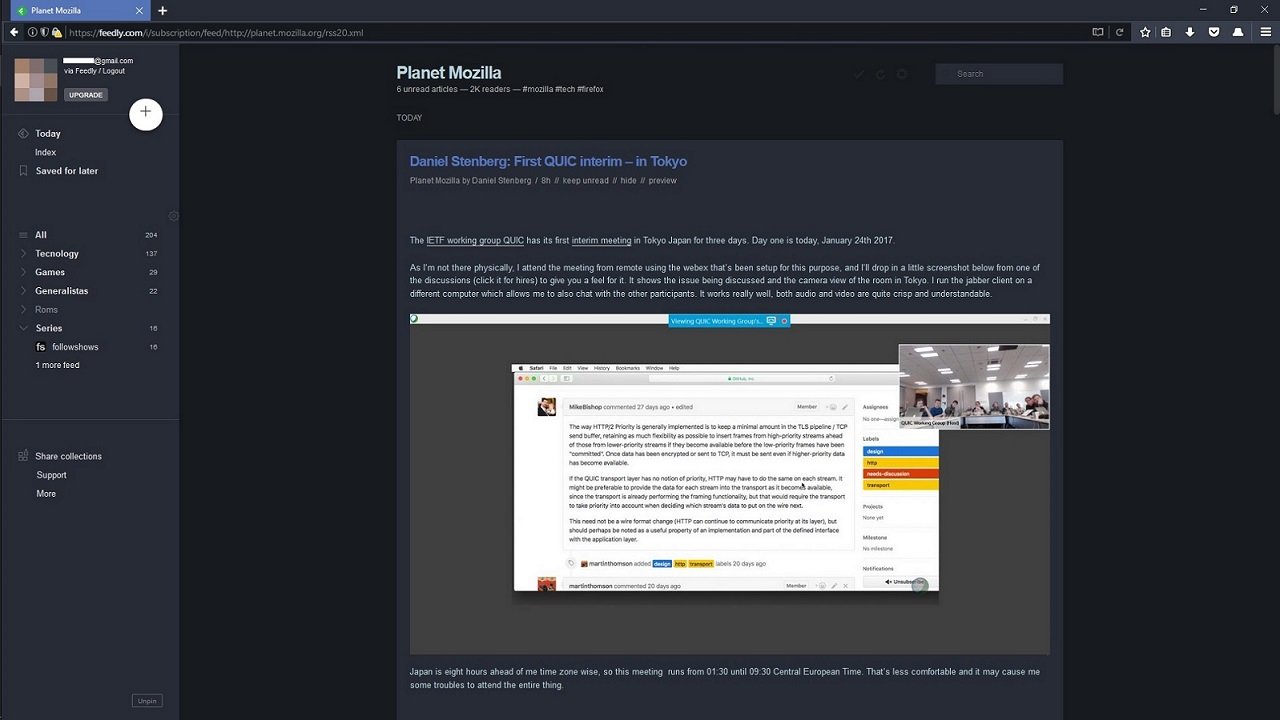 Planet Mozilla
https://feedly.com/i/subscription/feed/http://planet.mozilla.org/rss20.xml
@gmail.com
via Feedly / Logout
UPGRADE
Today
Index
Saved for later
All 204
Tecnology 137
Games 29
Generalistas 22
Roms
Series 16
fs followshows 16
1 more feed
Share collections
Support
More
Unpin
Planet Mozilla
6 unread articles — 2K readers — #mozilla #tech #firefox
Search
TODAY
Daniel Stenberg: First QUIC interim – in Tokyo
Planet Mozilla by Daniel Stenberg / 8h // keep unread // hide // preview
The IETF working group QUIC has its first interim meeting in Tokyo Japan for three days. Day one is today, January 24th 2017.
As I'm not there physically, I attend the meeting from remote using the webex that's been setup for this purpose, and I'll drop in a little screenshot below from one of
the discussions (click it for hires) to give you a feel for it. It shows the issue being discussed and the camera view of the room in Tokyo. I run the jabber client on a
different computer which allows me to also chat with the other participants. It works really well, both audio and video are quite crisp and understandable.
Viewing QUIC Working Group's...
Safari File Edit View History Bookmarks Window Help
GitHub, Inc.
MikeBishop commented 27 days ago • edited
Member
The way HTTP/2 Priority is generally implemented is to keep a minimal amount in the TLS pipeline / TCP
send buffer, retaining as much flexibility as possible to insert frames from high-priority streams ahead
of those from lower-priority streams if they become available before the low-priority frames have been
"committed". Once data has been encrypted or sent to TCP, it must be sent even if higher-priority data
has become available.
If the QUIC transport layer has no notion of priority, HTTP may have to do the same on each stream. It
might be preferable to provide the data for each stream into the transport as it becomes available,
since the transport is already performing the framing functionality, but that would require the transport
to take priority into account when deciding which stream's data to put on the wire next.
This need not be a wire format change (HTTP can continue to communicate priority at its layer), but
should perhaps be noted as a useful property of an implementation and part of the defined interface
with the application layer.
martinthomson added design http transport labels 20 days ago
martinthomson commented 20 days ago
Member
QUIC Working Group (Host)
Assignees
No one—assig
Labels
design
http
needs-discussion
transport
Projects
None yet
Milestone
No milestone
Notifications
Unsubscribe
Japan is eight hours ahead of me time zone wise, so this meeting runs from 01:30 until 09:30 Central European Time. That's less comfortable and it may cause me
some troubles to attend the entire thing.